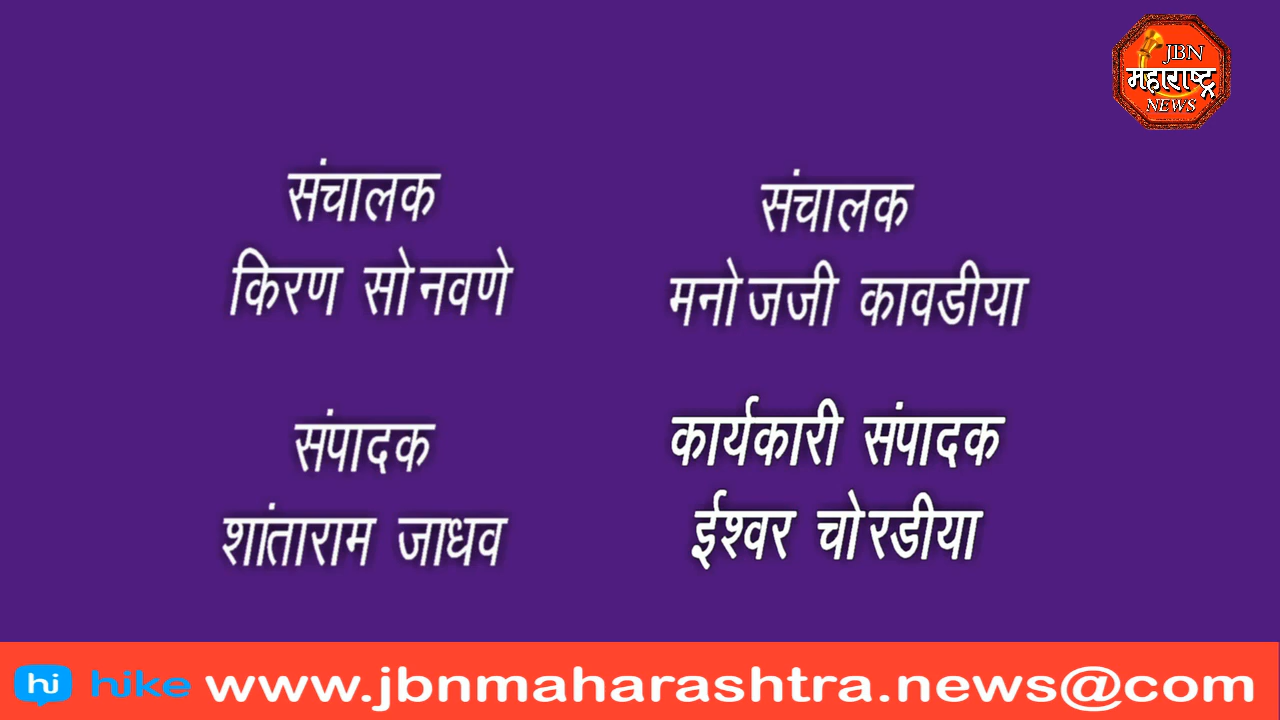 JBN
महाराष्ट्र
NEWS
संचालक
किरण सोनवणे
संचालक
मनोजजी कावडीया
संपादक
शांताराम जाधव
कार्यकारी संपादक
ईश्वर चोरडीया
hi hike www.jbnmaharashtra.news@com